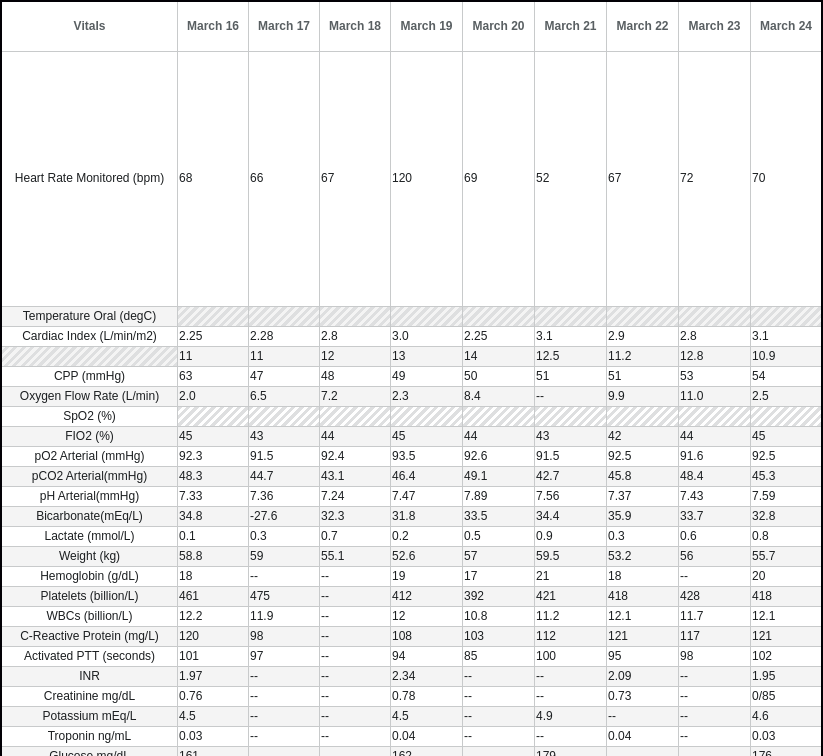 Vitals March 16 March 17 March 18 March 19 March 20 March 21 March 22 March 23 March 24
Heart Rate Monitored (bpm) 68 66 67 120 69 52 67 72 70
Temperature Oral (degC)
Cardiac Index (L/min/m2) 2.25 2.28 2.8 3.0 2.25 3.1 2.9 2.8 3.1
11 11 12 13 14 12.5 11.2 12.8 10.9
CPP (mmHg) 63 47 48 49 50 51 51 53 54
Oxygen Flow Rate (L/min) 2.0 6.5 7.2 2.3 8.4 -- 9.9 11.0 2.5
SpO2 (%)
FIO2 (%) 45 43 44 45 44 43 42 44 45
pO2 Arterial (mmHg) 92.3 91.5 92.4 93.5 92.6 91.5 92.5 91.6 92.5
pCO2 Arterial(mmHg) 48.3 44.7 43.1 46.4 49.1 42.7 45.8 48.4 45.3
pH Arterial(mmHg) 7.33 7.36 7.24 7.47 7.89 7.56 7.37 7.43 7.59
Bicarbonate(mEq/L) 34.8 -27.6 32.3 31.8 33.5 34.4 35.9 33.7 32.8
Lactate (mmol/L) 0.1 0.3 0.7 0.2 0.5 0.9 0.3 0.6 0.8
Weight (kg) 58.8 59 55.1 52.6 57 59.5 53.2 56 55.7
Hemoglobin (g/dL) 18 -- -- 19 17 21 18 -- 20
Platelets (billion/L) 461 475 -- 412 392 421 418 428 418
WBCs (billion/L) 12.2 11.9 -- 12 10.8 11.2 12.1 11.7 12.1
C-Reactive Protein (mg/L) 120 98 -- 108 103 112 121 117 121
Activated PTT (seconds) 101 97 -- 94 85 100 95 98 102
INR 1.97 -- -- 2.34 -- -- 2.09 -- 1.95
Creatinine mg/dL 0.76 -- -- 0.78 -- -- 0.73 -- 0/85
Potassium mEq/L 4.5 -- -- 4.5 -- 4.9 -- -- 4.6
Troponin ng/mL 0.03 -- -- 0.04 -- -- 0.04 -- 0.03
Glucose mg/dL 161 162 179 176